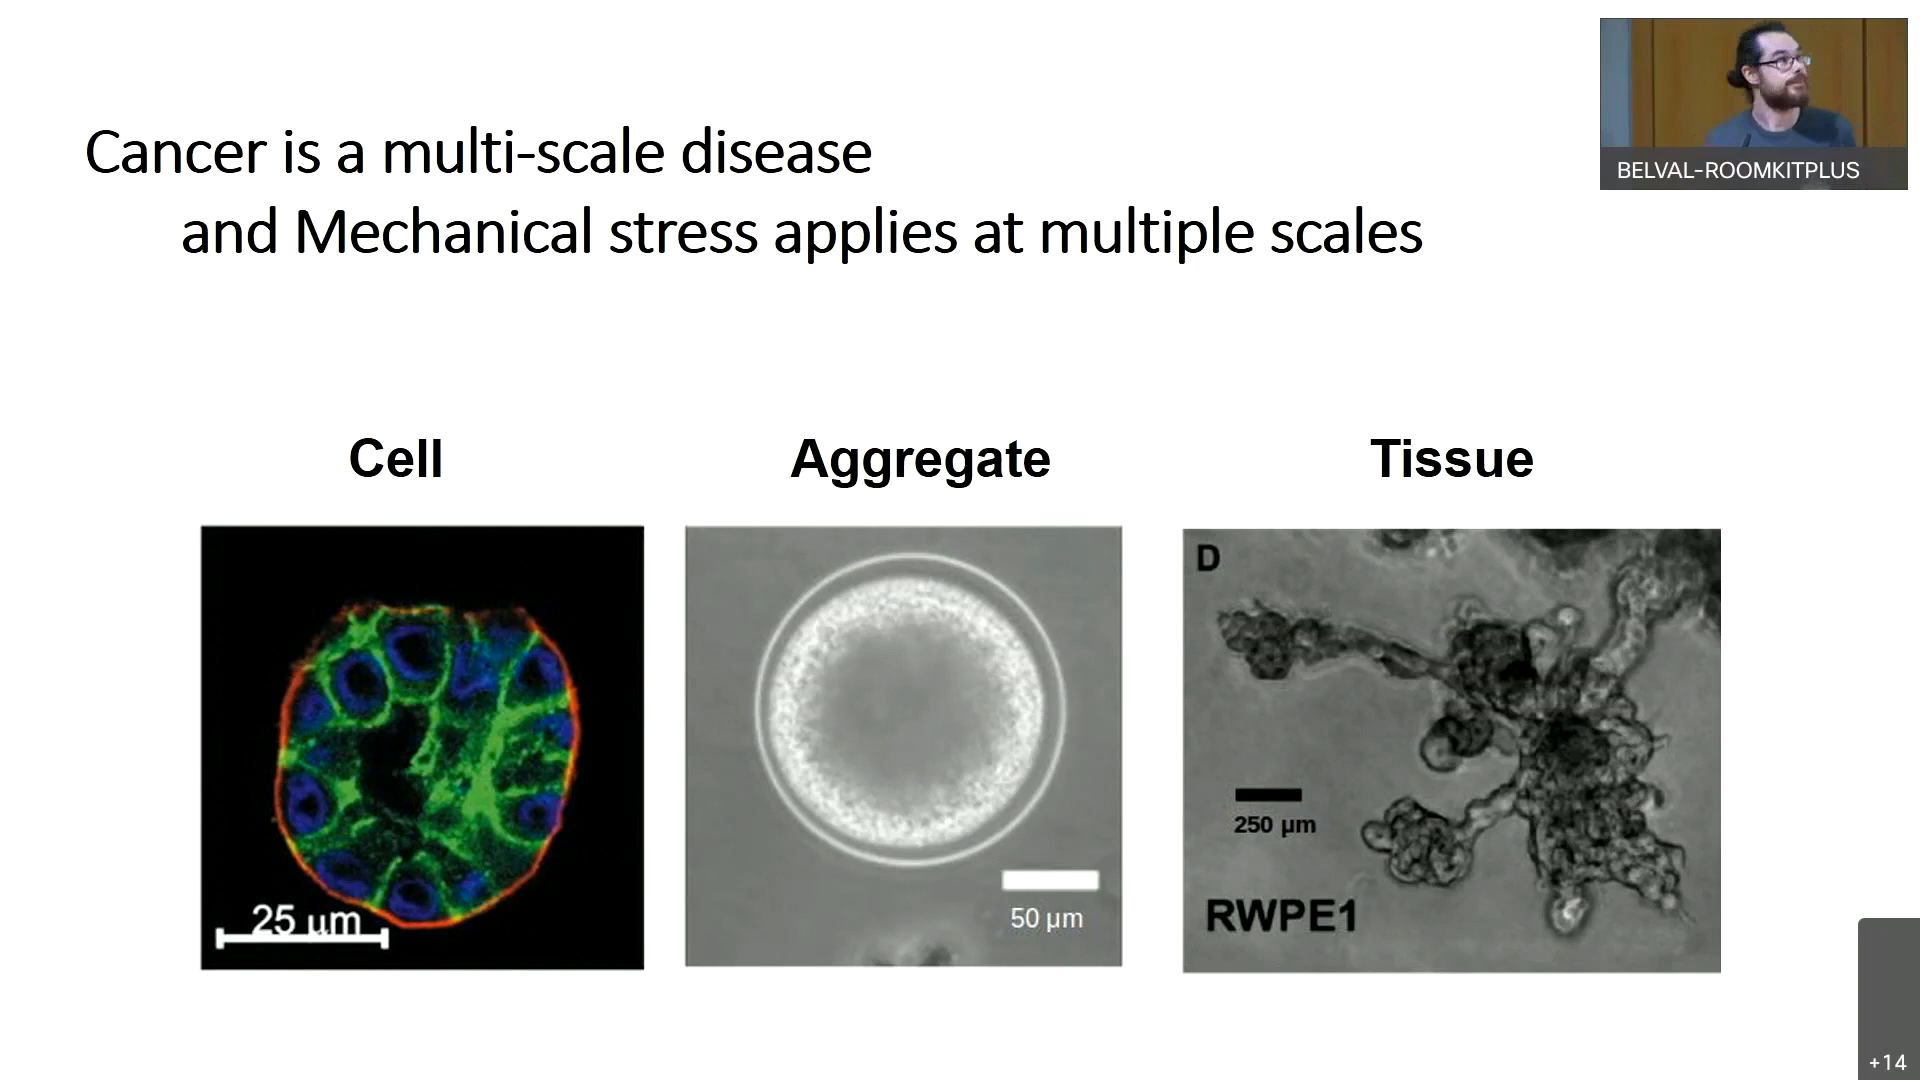 BELVAL-ROOMKITPLUS
Cancer is a multi-scale disease
and Mechanical stress applies at multiple scales
Cell
Aggregate
Tissue
25 μm
50 μm
D
250 μm
RWPE1
+14